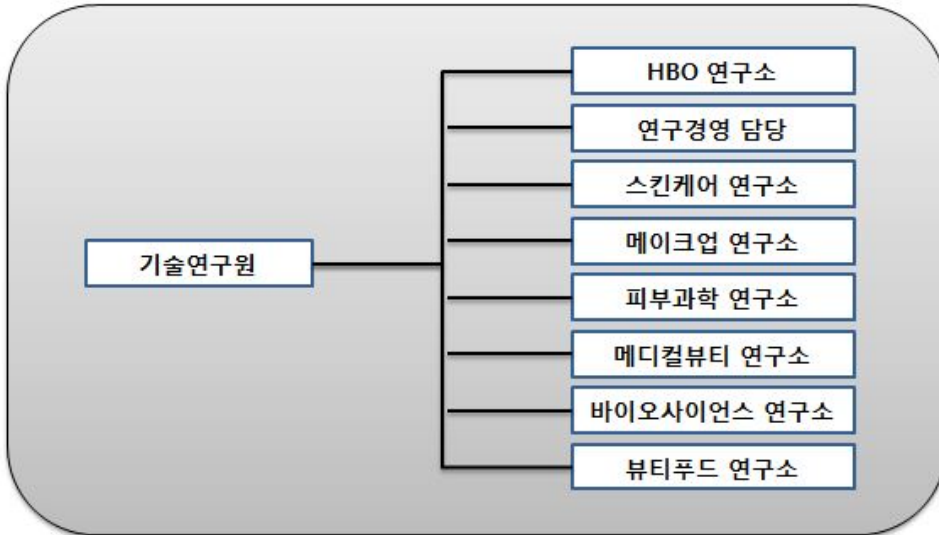 HBO 연구소
연구경영 담당
스킨케어 연구소
메이크업 연구소
기술연구원
피부과학 연구소
메디컬뷰티 연구소
바이오사이언스 연구소
뷰티푸드 연구소